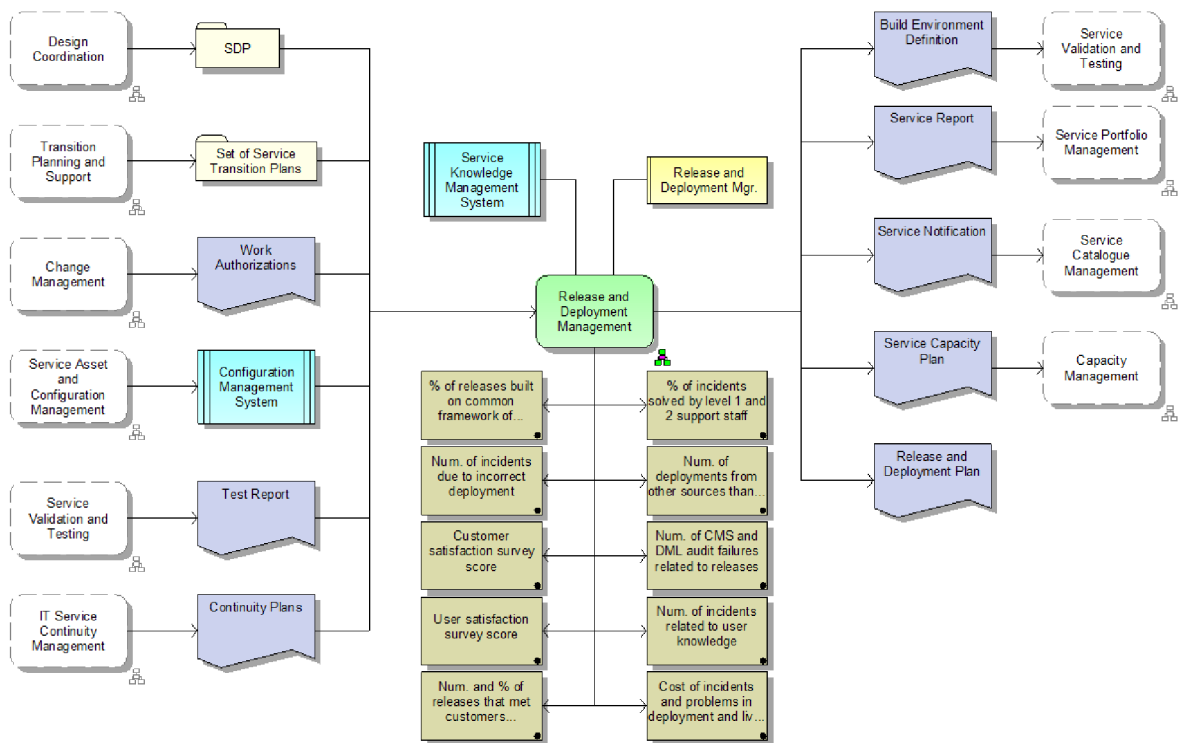 Design
Coordination
SDP
Transition
Planning and
Support
Set of Service
Transition Plans
Change
Management
Work
Authorizations
Service Asset
and
Configuration
Management
Configuration
Management
System
Service
Validation and
Testing
Test Report
IT Service
Continuity
Management
Continuity Plans
Service
Knowledge
Management
System
Release and
Deployment Mgr.
Release and
Deployment
Management
% of releases built
on common
framework of...
% of incidents
solved by level 1 and
2 support staff
Num. of incidents
due to incorrect
deployment
Num. of
deployments from
other sources than...
Customer
satisfaction survey
score
Num. of CMS and
DML audit failures
related to releases
User satisfaction
survey score
Num. of incidents
related to user
knowledge
Num. and % of
releases that met
customers...
Cost of incidents
and problems in
deployment and liv...
Build Environment
Definition
Service
Validation and
Testing
Service Report
Service Portfolio
Management
Service Notification
Service
Catalogue
Management
Service Capacity
Plan
Capacity
Management
Release and
Deployment Plan